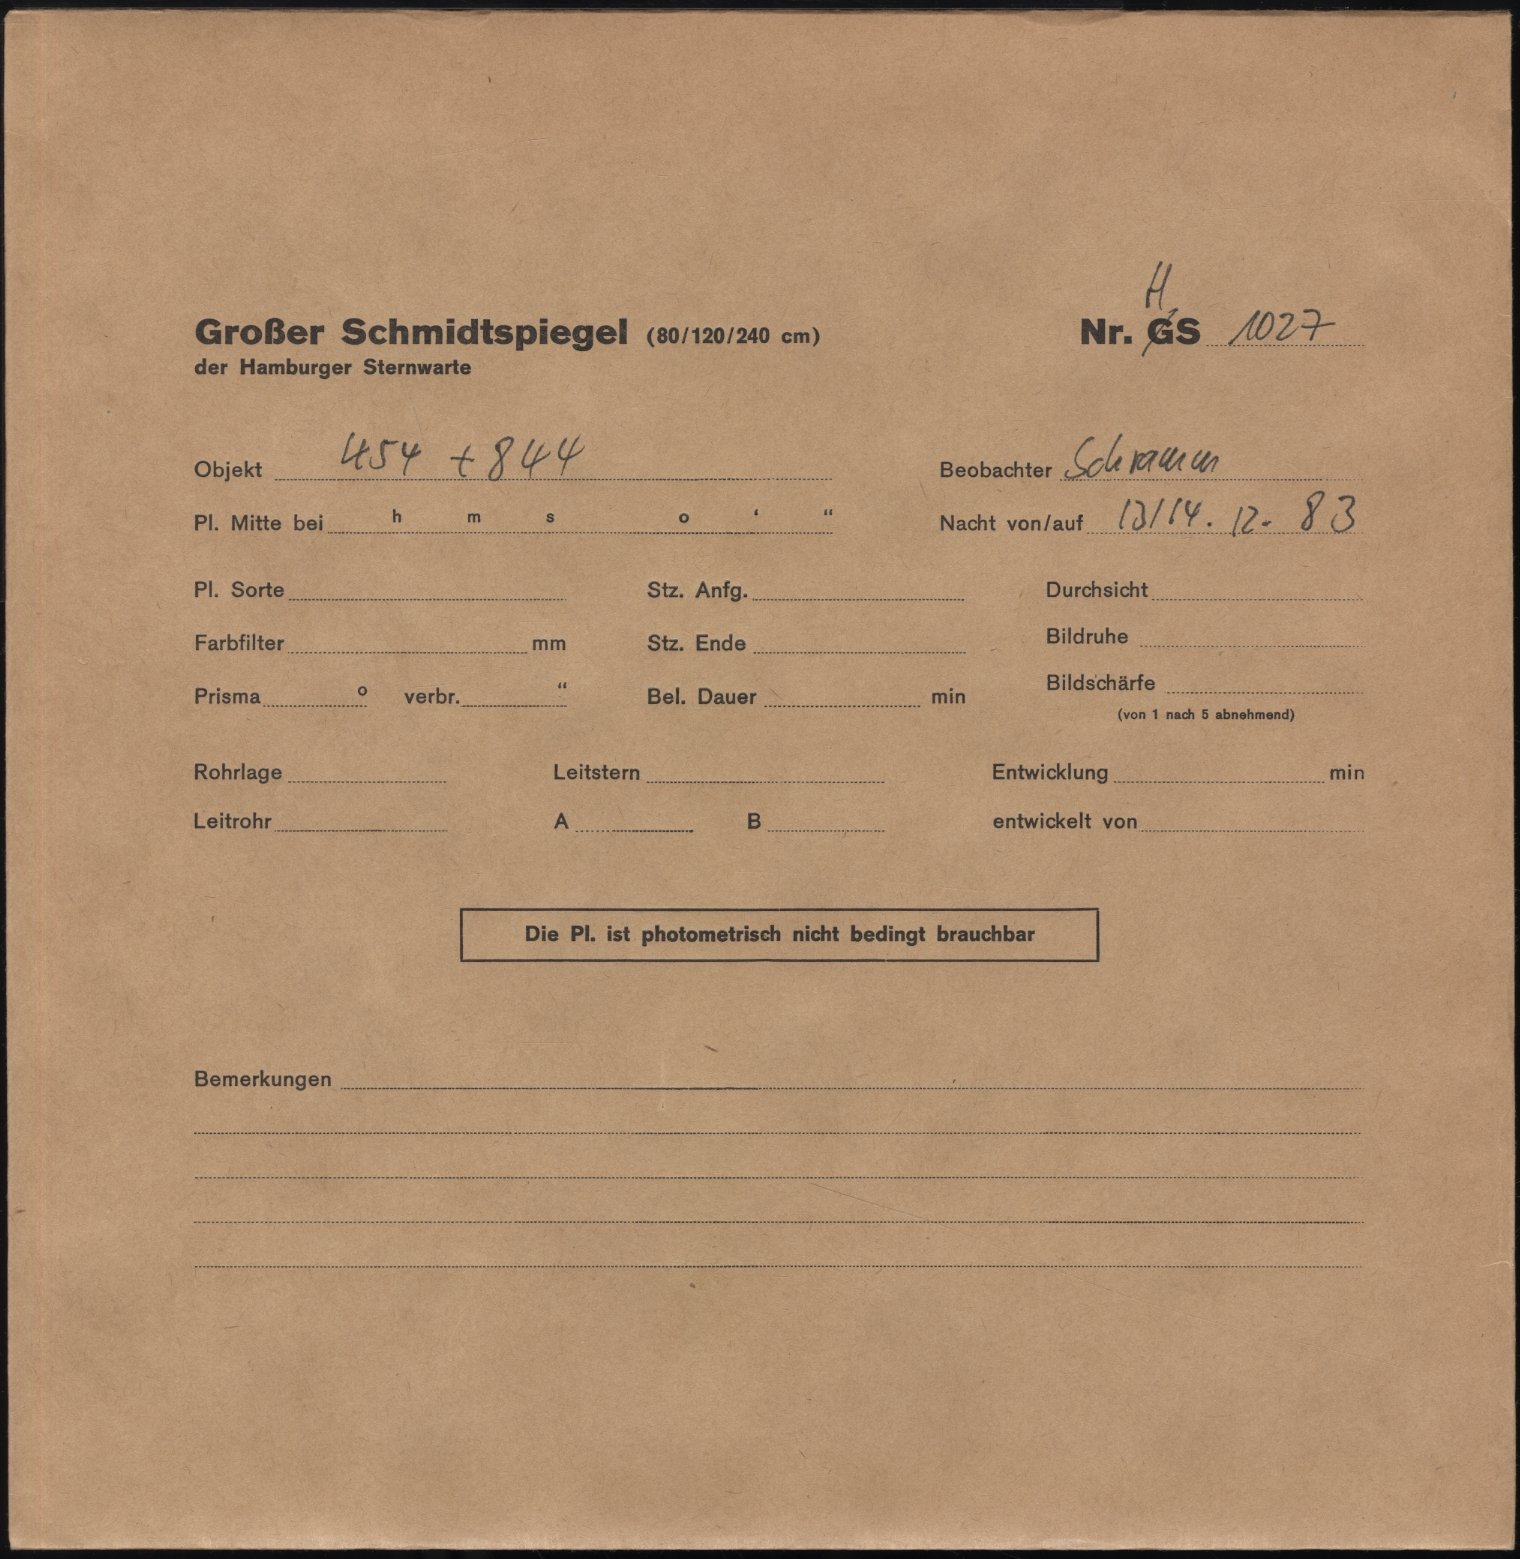 H
Großer Schmidtspiegel (80/120/240 cm) Nr. GS 1027
der Hamburger Sternwarte
Objekt 454 + 844 Beobachter Schramm
Pl. Mitte bei h m s o ‘ “ Nacht von/auf 13/14. 12. 83
Pl. Sorte Stz. Anfg. Durchsicht
Farbfilter mm Stz. Ende Bildruhe
Prisma o verbr. “ Bel. Dauer min Bildschärfe
(von 1 nach 5 abnehmend)
Rohrlage Leitstern Entwicklung min
Leitrohr A B entwickelt von
Die Pl. ist photometrisch nicht bedingt brauchbar
Bemerkungen